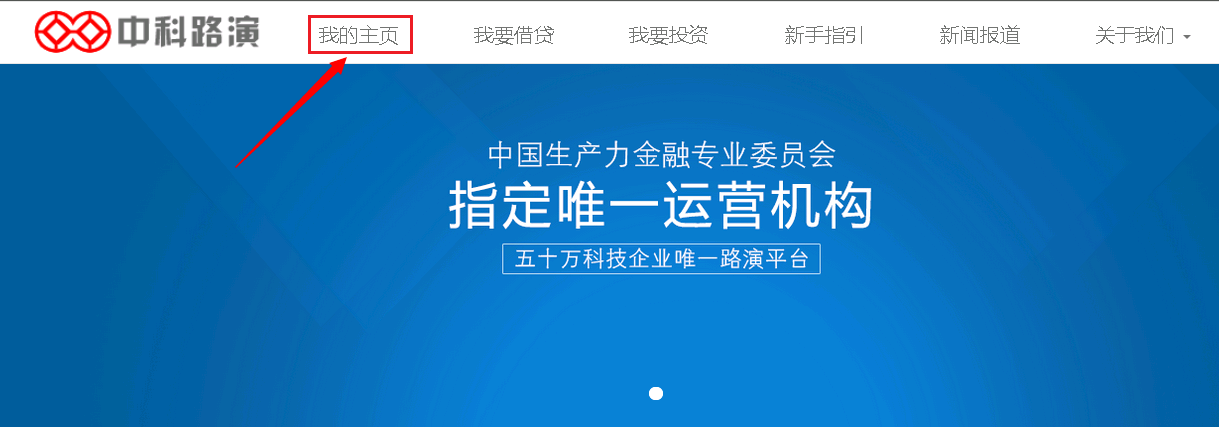 中科路演 我的主页 我要借贷 我要投资 新手指引 新闻报道 关于我们
中国生产力金融专业委员会
指定唯一运营机构
五十万科技企业唯一路演平台